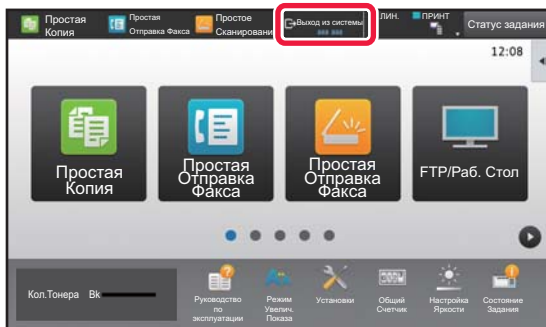 Простая
Копия
Простая
Отправка Факса
Простое
Сканировани
Выход из системы
ЛИН.
ПРИНТ
Статус задания
12:08
Простая
Копия
Простая
Отправка
Факса
Простая
Отправка
Факса
FTP/Раб. Стол
Кол.Тонера Bk
Руководство
по
эксплуатации
Режим
Увелич.
Показа
Установки
Общий
Счетчик
Настройка
Яркости
Состояние
Задания